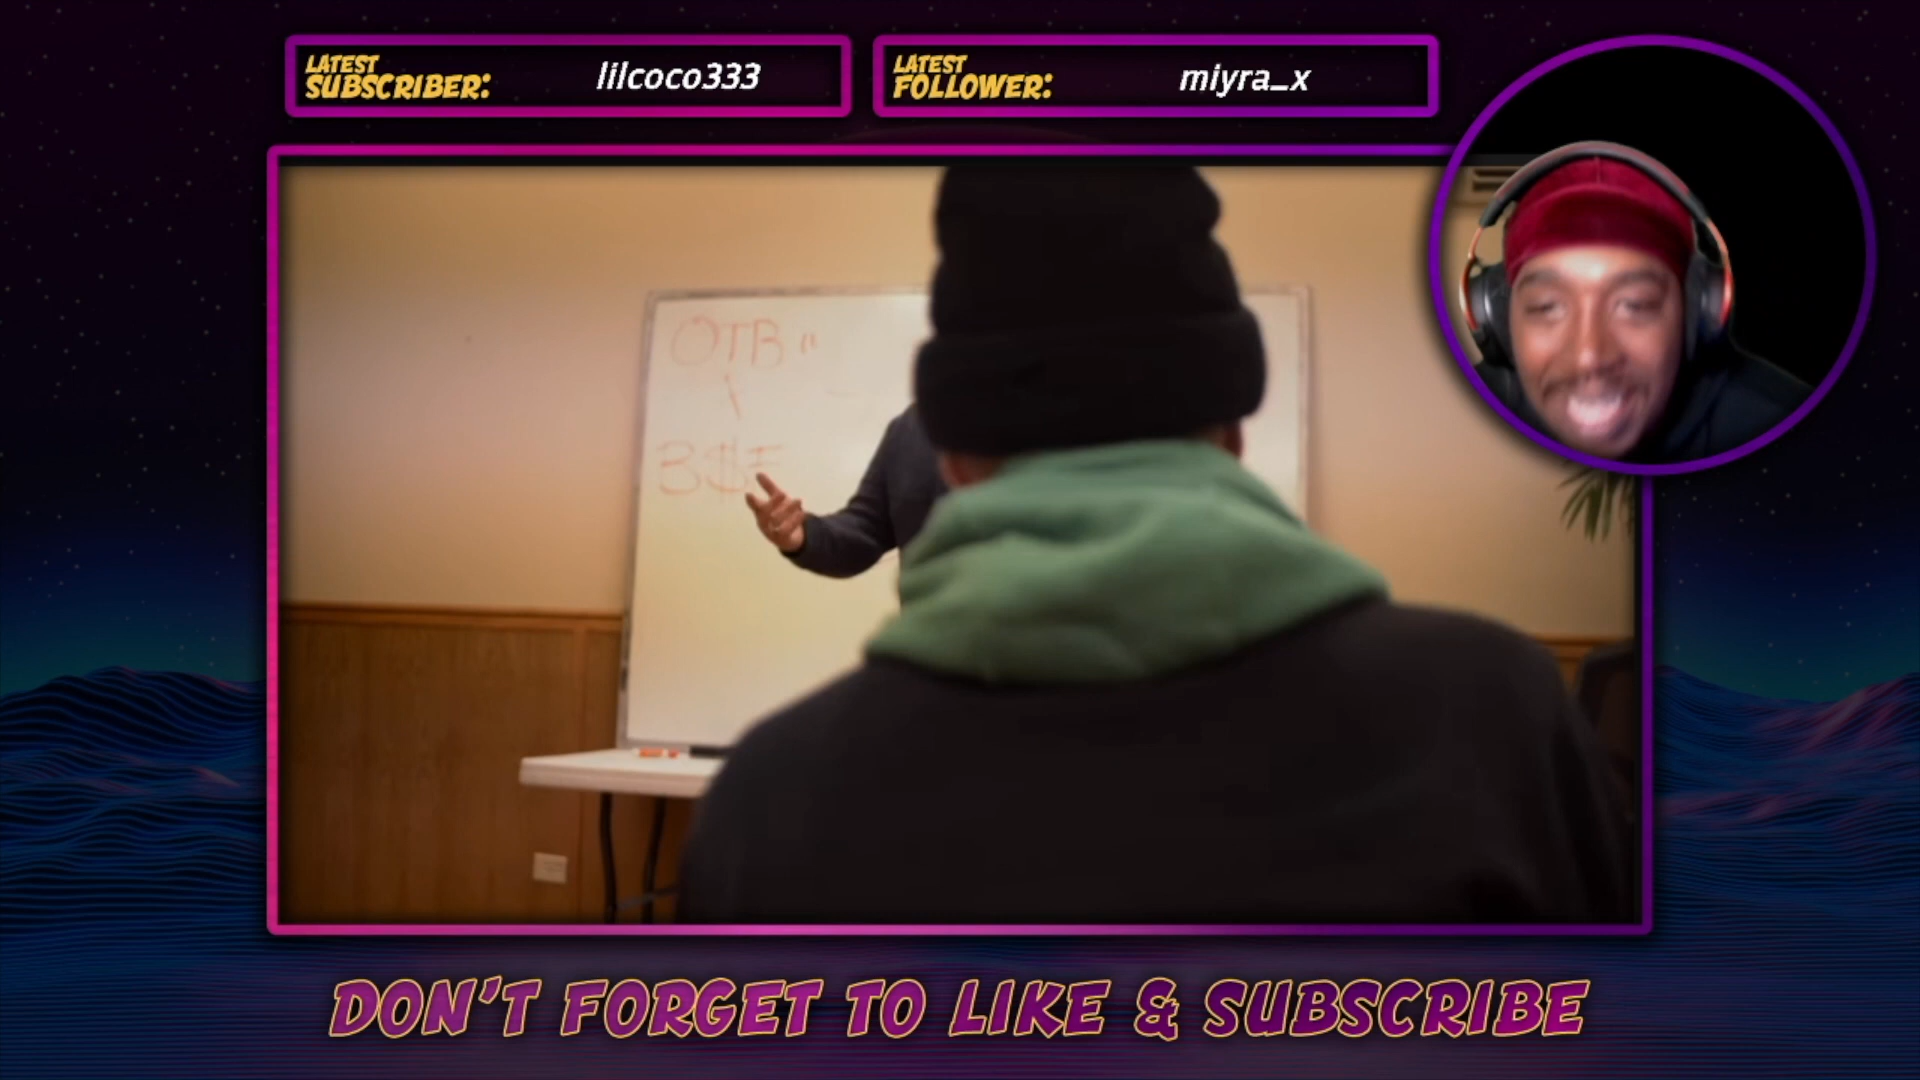 LATEST
SUBSCRIBER:
lilcoco333
LATEST
FOLLOWER:
miyra_x
OTB "
B$E
DON'T FORGET TO LIKE & SUBSCRIBE